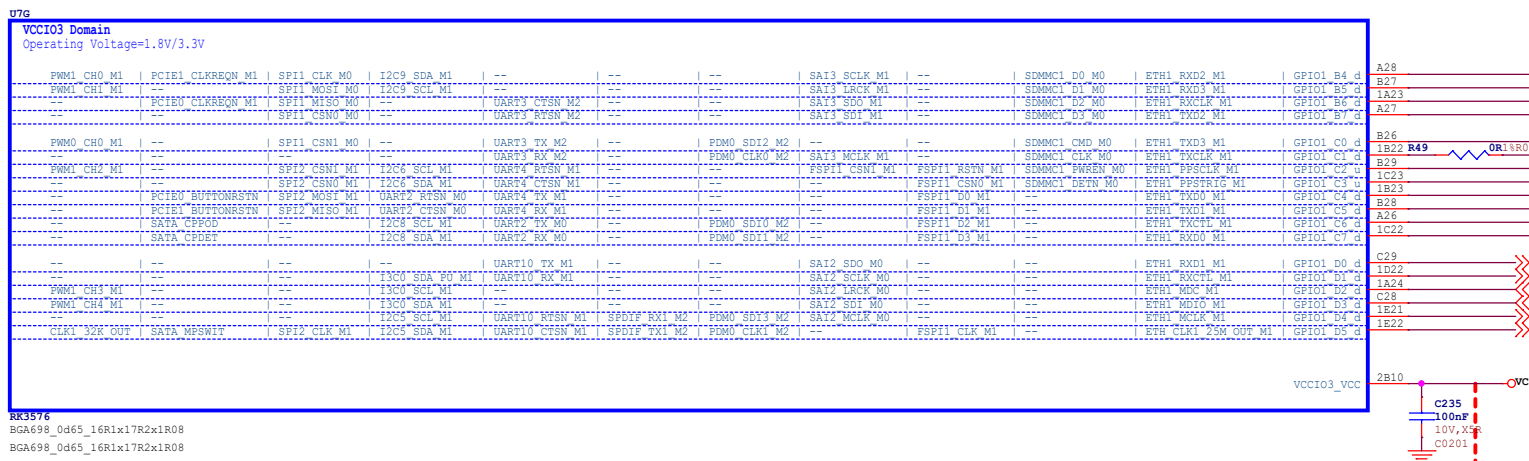 U7G
VCCIO3 Domain
Operating Voltage=1.8V/3.3V
PWM1_CH0_M1 | PCIE1_CLKREQN_M1 | SPI1_CLK_M0 | I2C9_SDA_M1 | -- | -- | -- | SAI3_SCLK_M1 | -- | SDMMC1_D0_M0 | ETH1_RXD2_M1 | GPIO1_B4_d A28
PWM1_CH1_M1 | -- | SPI1_MOSI_M0 | I2C9_SCL_M1 | -- | -- | -- | SAI3_LRCK_M1 | -- | SDMMC1_D1_M0 | ETH1_RXD3_M1 | GPIO1_B5_d B27
-- | PCIE0_CLKREQN_M1 | SPI1_MISO_M0 | -- | UART3_CTSN_M2 | -- | -- | SAI3_SDO_M1 | -- | SDMMC1_D2_M0 | ETH1_RXCLK_M1 | GPIO1_B6_d 1A23
-- | -- | SPI1_CSN0_M0 | -- | UART3_RTSN_M2 | -- | -- | SAI3_SDI_M1 | -- | SDMMC1_D3_M0 | ETH1_TXD2_M1 | GPIO1_B7_d A27
PWM0_CH0_M1 | -- | SPI1_CSN1_M0 | -- | UART3_TX_M2 | -- | PDM0_SDI2_M2 | -- | -- | SDMMC1_CMD_M0 | ETH1_TXD3_M1 | GPIO1_C0_d B26
-- | -- | -- | -- | UART3_RX_M2 | -- | PDM0_CLK0_M2 | SAI3_MCLK_M1 | -- | SDMMC1_CLK_M0 | ETH1_TXCLK_M1 | GPIO1_C1_d 1B22 R49 0R 1%R0
PWM1_CH2_M1 | -- | SPI2_CSN1_M1 | I2C6_SCL_M1 | UART4_RTSN_M1 | -- | -- | FSPI1_CSN1_M1 | FSPI1_RSTN_M1 | SDMMC1_PWREN_M0 | ETH1_PPSCLK_M1 | GPIO1_C2_u B29
-- | -- | SPI2_CSN0_M1 | I2C6_SDA_M1 | UART4_CTSN_M1 | -- | -- | -- | FSPI1_CSN0_M1 | SDMMC1_DETN_M0 | ETH1_PPSTRIG_M1 | GPIO1_C3_u 1C23
-- | PCIE0_BUTTONRSTN | SPI2_MOSI_M1 | UART2_RTSN_M0 | UART4_TX_M1 | -- | -- | -- | FSPI1_D0_M1 | -- | ETH1_TXD0_M1 | GPIO1_C4_d 1B23
-- | PCIE1_BUTTONRSTN | SPI2_MISO_M1 | UART2_CTSN_M0 | UART4_RX_M1 | -- | -- | -- | FSPI1_D1_M1 | -- | ETH1_TXD1_M1 | GPIO1_C5_d B28
-- | SATA_CPPOD | -- | I2C8_SCL_M1 | UART2_TX_M0 | -- | PDM0_SDI0_M2 | -- | FSPI1_D2_M1 | -- | ETH1_TXCTL_M1 | GPIO1_C6_d A26
-- | SATA_CPDET | -- | I2C8_SDA_M1 | UART2_RX_M0 | -- | PDM0_SDI1_M2 | -- | FSPI1_D3_M1 | -- | ETH1_RXD0_M1 | GPIO1_C7_d 1C22
-- | -- | -- | -- | UART10_TX_M1 | -- | -- | SAI2_SDO_M0 | -- | -- | ETH1_RXD1_M1 | GPIO1_D0_d C29
-- | -- | -- | I3C0_SDA_PU_M1 | UART10_RX_M1 | -- | -- | SAI2_SCLK_M0 | -- | -- | ETH1_RXCTL_M1 | GPIO1_D1_d 1D22
PWM1_CH3_M1 | -- | -- | I3C0_SCL_M1 | -- | -- | -- | SAI2_LRCK_M0 | -- | -- | ETH1_MDC_M1 | GPIO1_D2_d 1A24
PWM1_CH4_M1 | -- | -- | I3C0_SDA_M1 | -- | -- | -- | SAI2_SDI_M0 | -- | -- | ETH1_MDIO_M1 | GPIO1_D3_d C28
-- | -- | -- | I2C5_SCL_M1 | UART10_RTSN_M1 | SPDIF_RX1_M2 | PDM0_SDI3_M2 | SAI2_MCLK_M0 | -- | -- | ETH1_MCLK_M1 | GPIO1_D4_d 1E21
CLK1_32K_OUT | SATA_MPSWIT | SPI2_CLK_M1 | I2C5_SDA_M1 | UART10_CTSN_M1 | SPDIF_TX1_M2 | PDM0_CLK1_M2 | -- | FSPI1_CLK_M1 | -- | ETH_CLK1_25M_OUT_M1 | GPIO1_D5_d 1E22
VCCIO3_VCC 2B10 VC
C235
100nF
10V,X5R
C0201
RK3576
BGA698_0d65_16R1x17R2x1R08
BGA698_0d65_16R1x17R2x1R08